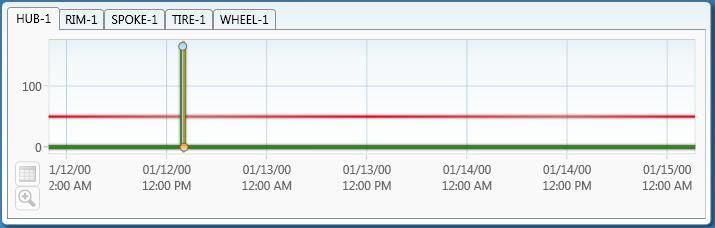 HUB-1 RIM-1 SPOKE-1 TIRE-1 WHEEL-1
100
0
1/12/00 01/12/00 01/13/00 01/13/00 01/14/00 01/14/00 01/15/00
2:00 AM 12:00 PM 12:00 AM 12:00 PM 12:00 AM 12:00 PM 12:00 AM